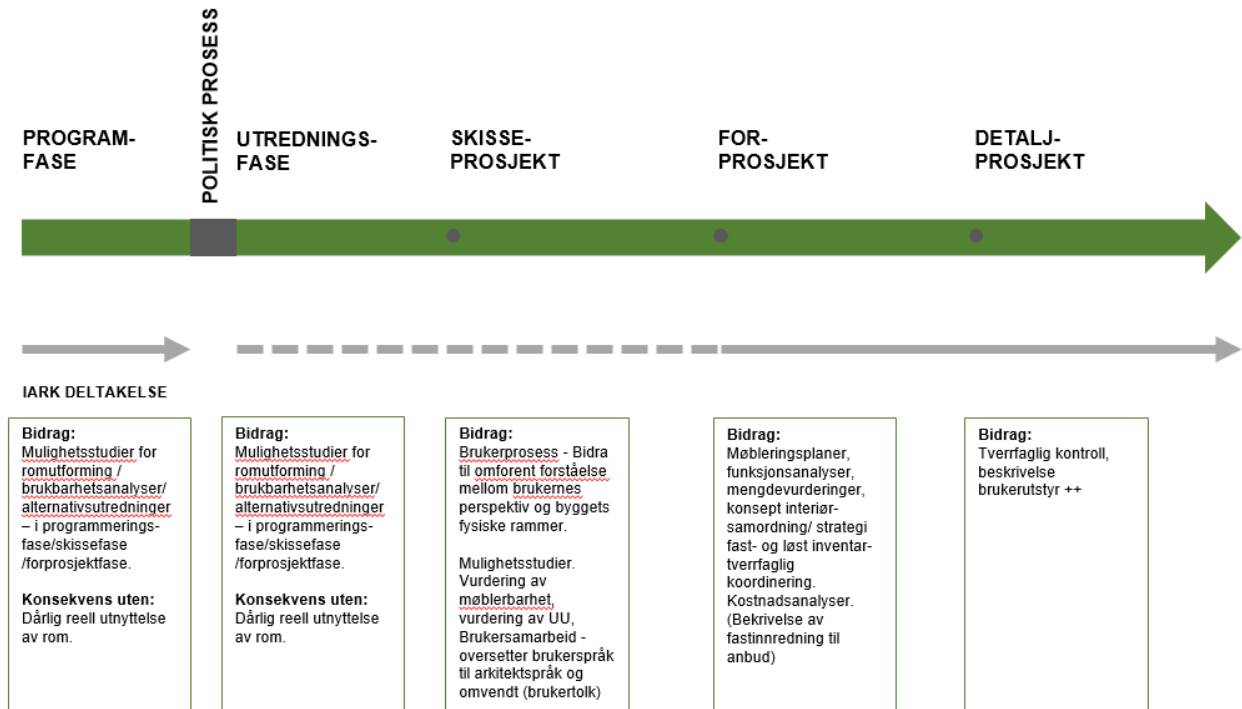 POLITISK PROSESS
PROGRAM-
FASE
UTREDNINGS-
FASE
SKISSE-
PROSJEKT
FOR-
PROSJEKT
DETALJ-
PROSJEKT
IARK DELTAKELSE
Bidrag:
Mulighetsstudier for
romutforming /
brukbarhetsanalyser/
alternativsutredninger
– i programmerings-
fase/skissefase
/forprosjektfase.
Konsekvens uten:
Dårlig reell utnyttelse
av rom.
Bidrag:
Mulighetsstudier for
romutforming /
brukbarhetsanalyser/
alternativsutredninger
– i programmerings-
fase/skissefase
/forprosjektfase.
Konsekvens uten:
Dårlig reell utnyttelse
av rom.
Bidrag:
Brukerprosess - Bidra
til omforent forståelse
mellom brukernes
perspektiv og byggets
fysiske rammer.
Mulighetsstudier.
Vurdering av
møblerbarhet,
vurdering av UU,
Brukersamarbeid -
oversetter brukerspråk
til arkitektspråk og
omvendt (brukertolk)
Bidrag:
Møbleringsplaner,
funksjonsanalyser,
mengdevurderinger,
konsept interiør-
samordning/ strategi
fast- og løst inventar-
tverrfaglig
koordinering.
Kostnadsanalyser.
(Bekrivelse av
fastinnredning til
anbud)
Bidrag:
Tverrfaglig kontroll,
beskrivelse
brukerutstyr ++